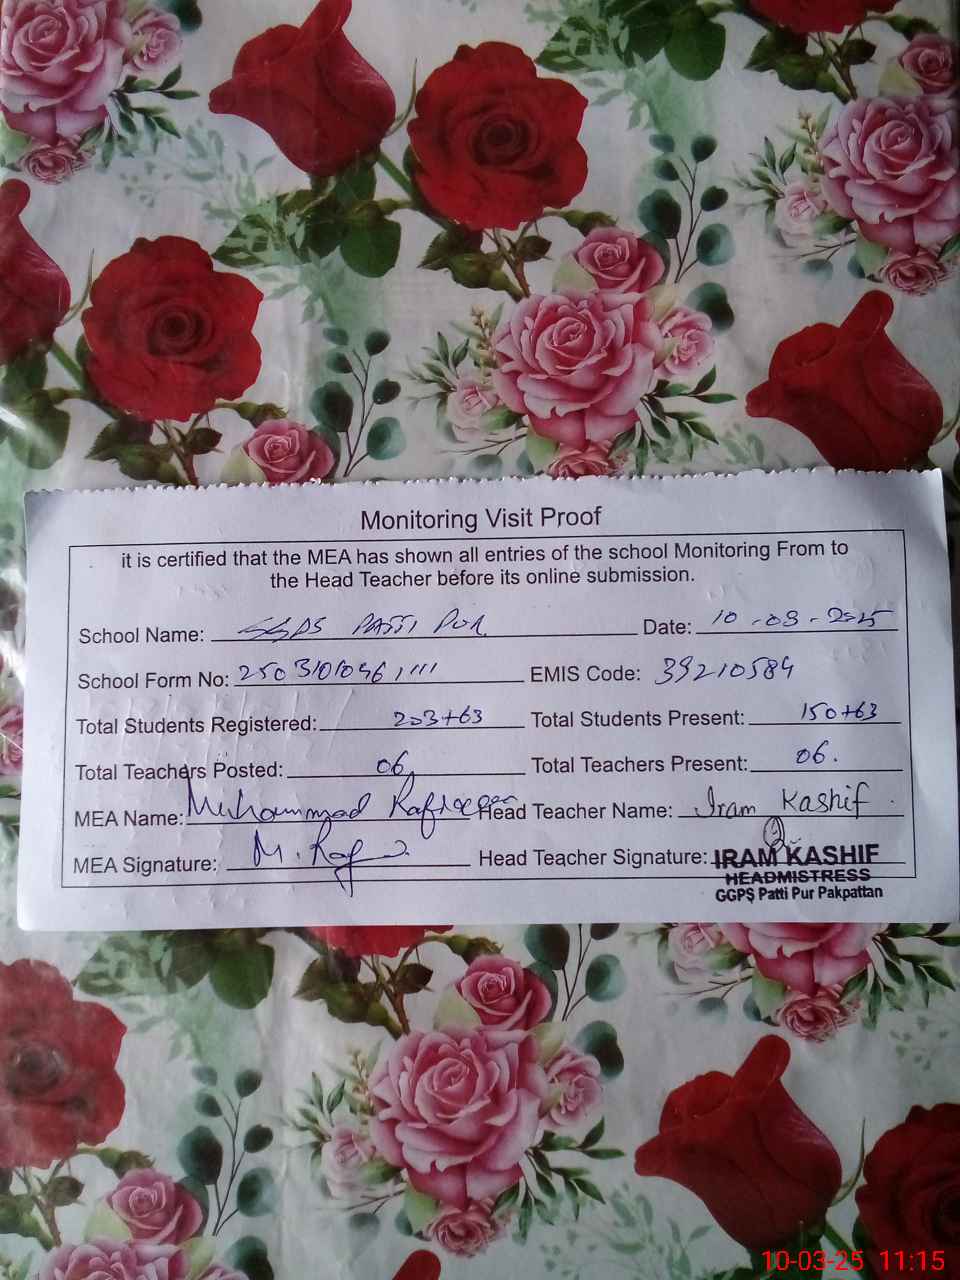 Monitoring Visit Proof
it is certified that the MEA has shown all entries of the school Monitoring From to
the Head Teacher before its online submission.
School Name: GGPS PATTI PUR Date: 10-03-2025
School Form No: EMIS Code: 39210584
Total Students Registered: 203+63 Total Students Present: 150+63
Total Teachers Posted: 06 Total Teachers Present: 06.
MEA Name: Muhammad Head Teacher Name: Iram Kashif.
MEA Signature: Head Teacher Signature:
IRAM KASHIF
HEADMISTRESS
GGPS Patti Pur Pakpattan
10-03-25 11:15